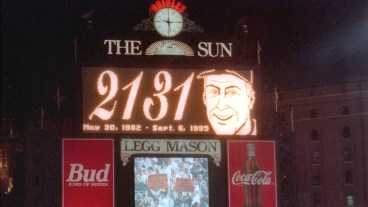 ORIOLES
THE SUN
2131
May 30, 1982 - Sept. 6, 1995
LEGG MASON
Bud
KING OF BEERS
Coca-Cola